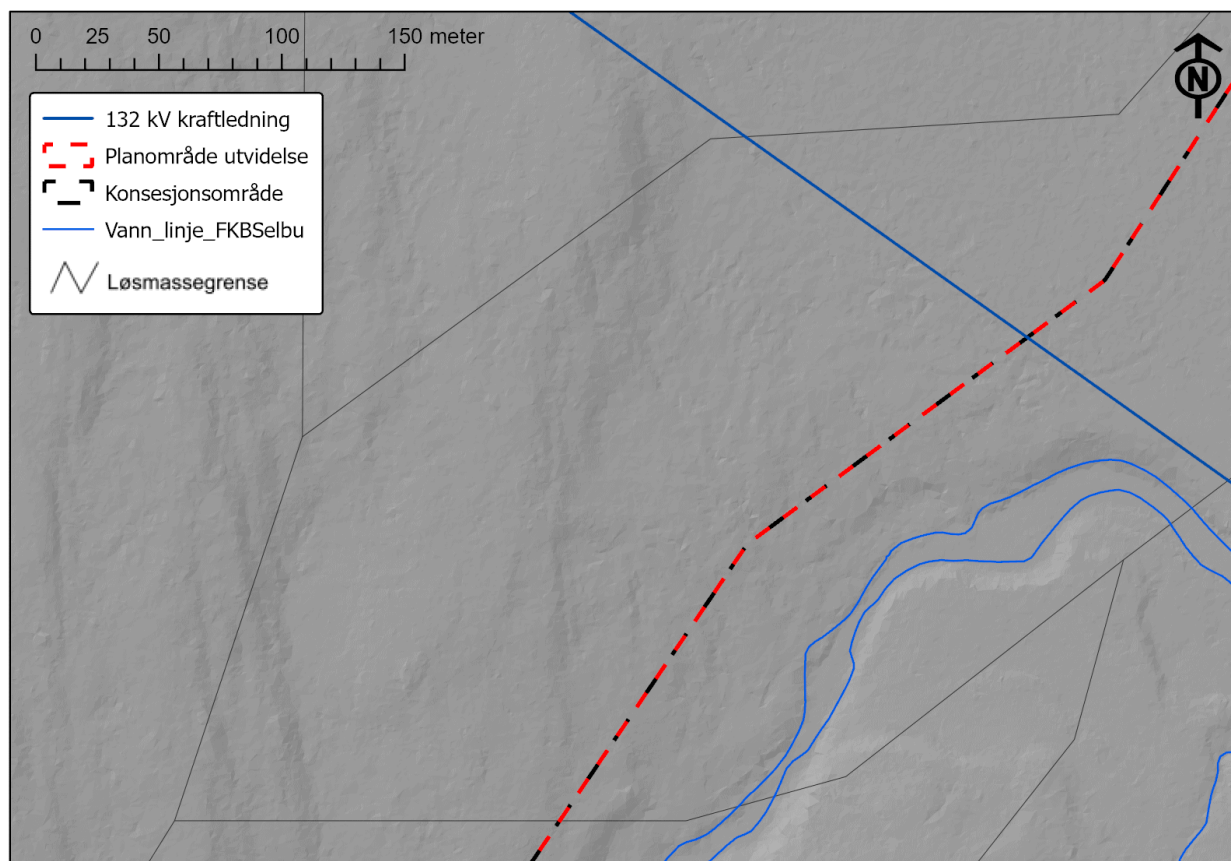 0 25 50 100 150 meter
N
132 kV kraftledning
Planområde utvidelse
Konsesjonsområde
Vann_linje_FKBSelbu
Løsmassegrense